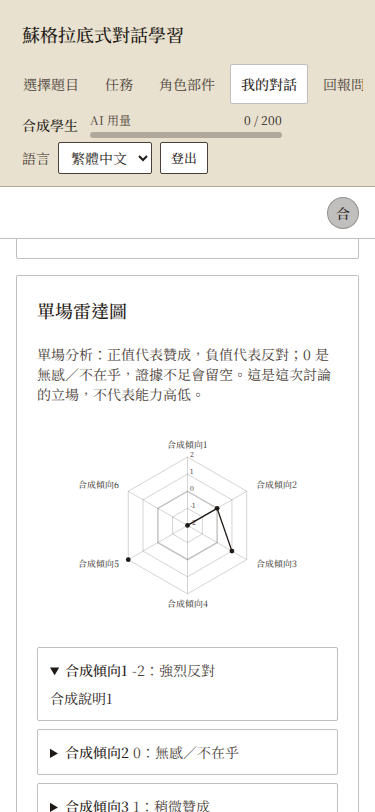 蘇格拉底式對話學習
選擇題目 任務 角色部件 我的對話 回報問
合成學生 AI 用量 0 / 200
語言 繁體中文 登出
合
單場雷達圖
單場分析：正值代表贊成，負值代表反對；0 是
無感／不在乎，證據不足會留空。這是這次討論
的立場，不代表能力高低。
合成傾向1
2
合成傾向6 1 合成傾向2
0
-1
合成傾向5 合成傾向3
合成傾向4
合成傾向1 -2：強烈反對
合成說明1
合成傾向2 0：無感／不在乎
合成傾向3 1：稍微贊成